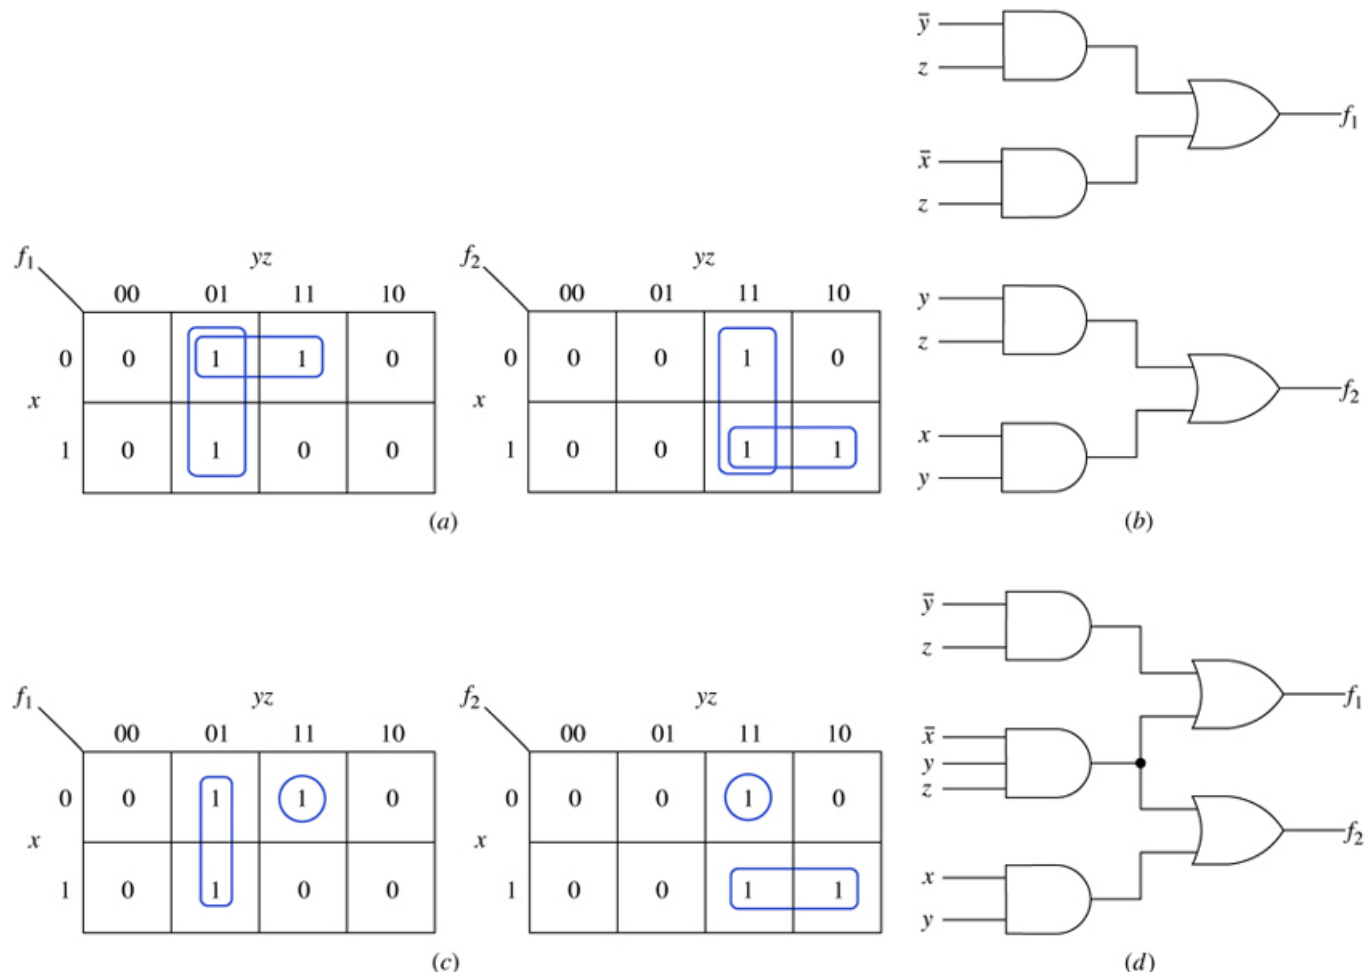 y̅
z
f₁
x̅
z
f₁ yz
00 01 11 10
0 0 1 1 0
x
1 0 1 0 0
f₂ yz
00 01 11 10
0 0 0 1 0
x
1 0 0 1 1
(a)
y
z
f₂
x
y
(b)
f₁ yz
00 01 11 10
0 0 1 1 0
x
1 0 1 0 0
f₂ yz
00 01 11 10
0 0 0 1 0
x
1 0 0 1 1
(c)
y̅
z
f₁
x̅
y
z
f₂
x
y
(d)